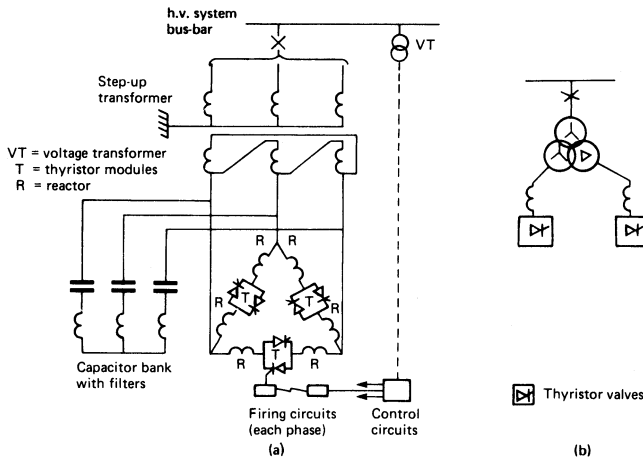 h.v. system
bus-bar
VT
Step-up
transformer
VT = voltage transformer
T = thyristor modules
R = reactor
R R
R T T R
T
R R
Capacitor bank
with filters
Firing circuits
(each phase)
Control
circuits
(a)
Thyristor valves
(b)